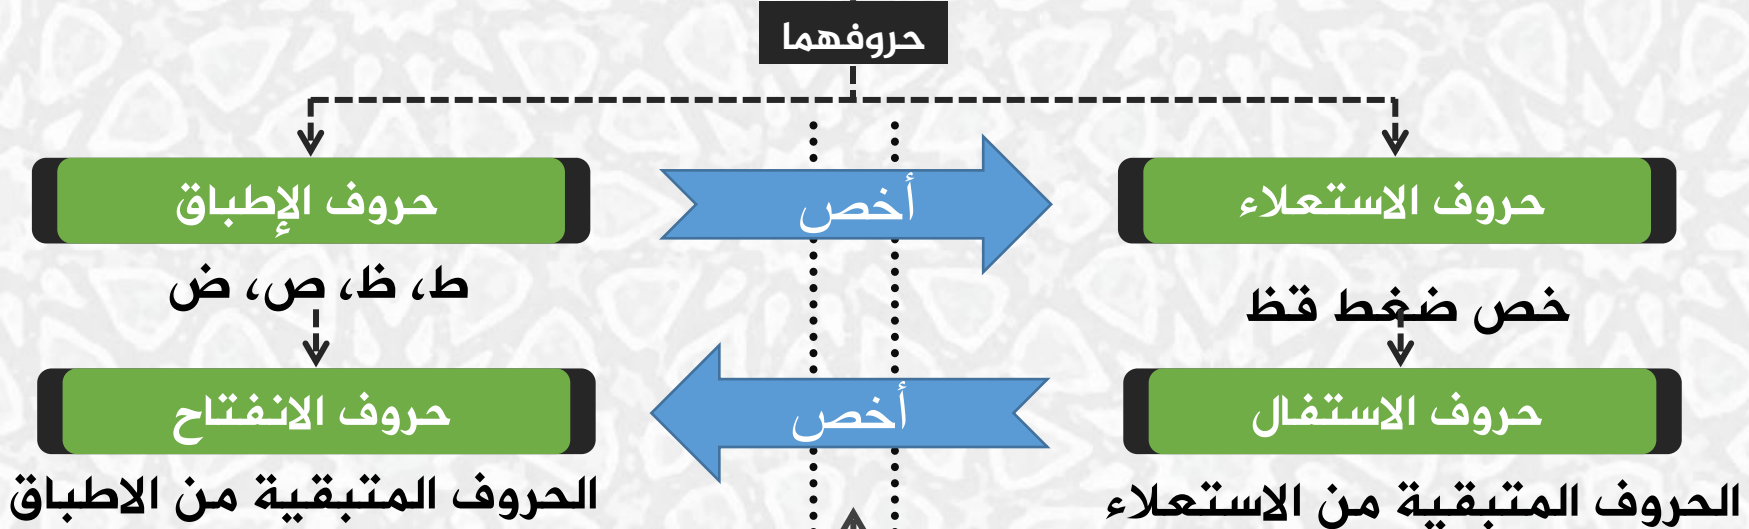 حروفهما
حروف الاستعلاء
أخص
حروف الإطباق
خص ضغط قظ
ط، ظ، ص، ض
حروف الاستفال
أخص
حروف الانفتاح
الحروف المتبقية من الاستعلاء
الحروف المتبقية من الاطباق